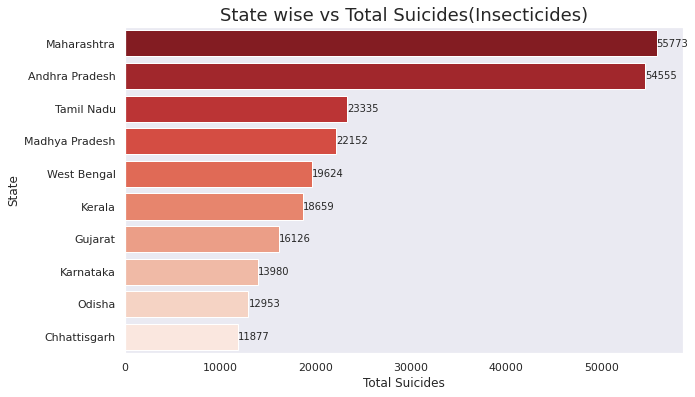 State wise vs Total Suicides(Insecticides)
Maharashtra 55773
Andhra Pradesh 54555
Tamil Nadu 23335
Madhya Pradesh 22152
West Bengal 19624
Kerala 18659
Gujarat 16126
Karnataka 13980
Odisha 12953
Chhattisgarh 11877
State
0 10000 20000 30000 40000 50000
Total Suicides